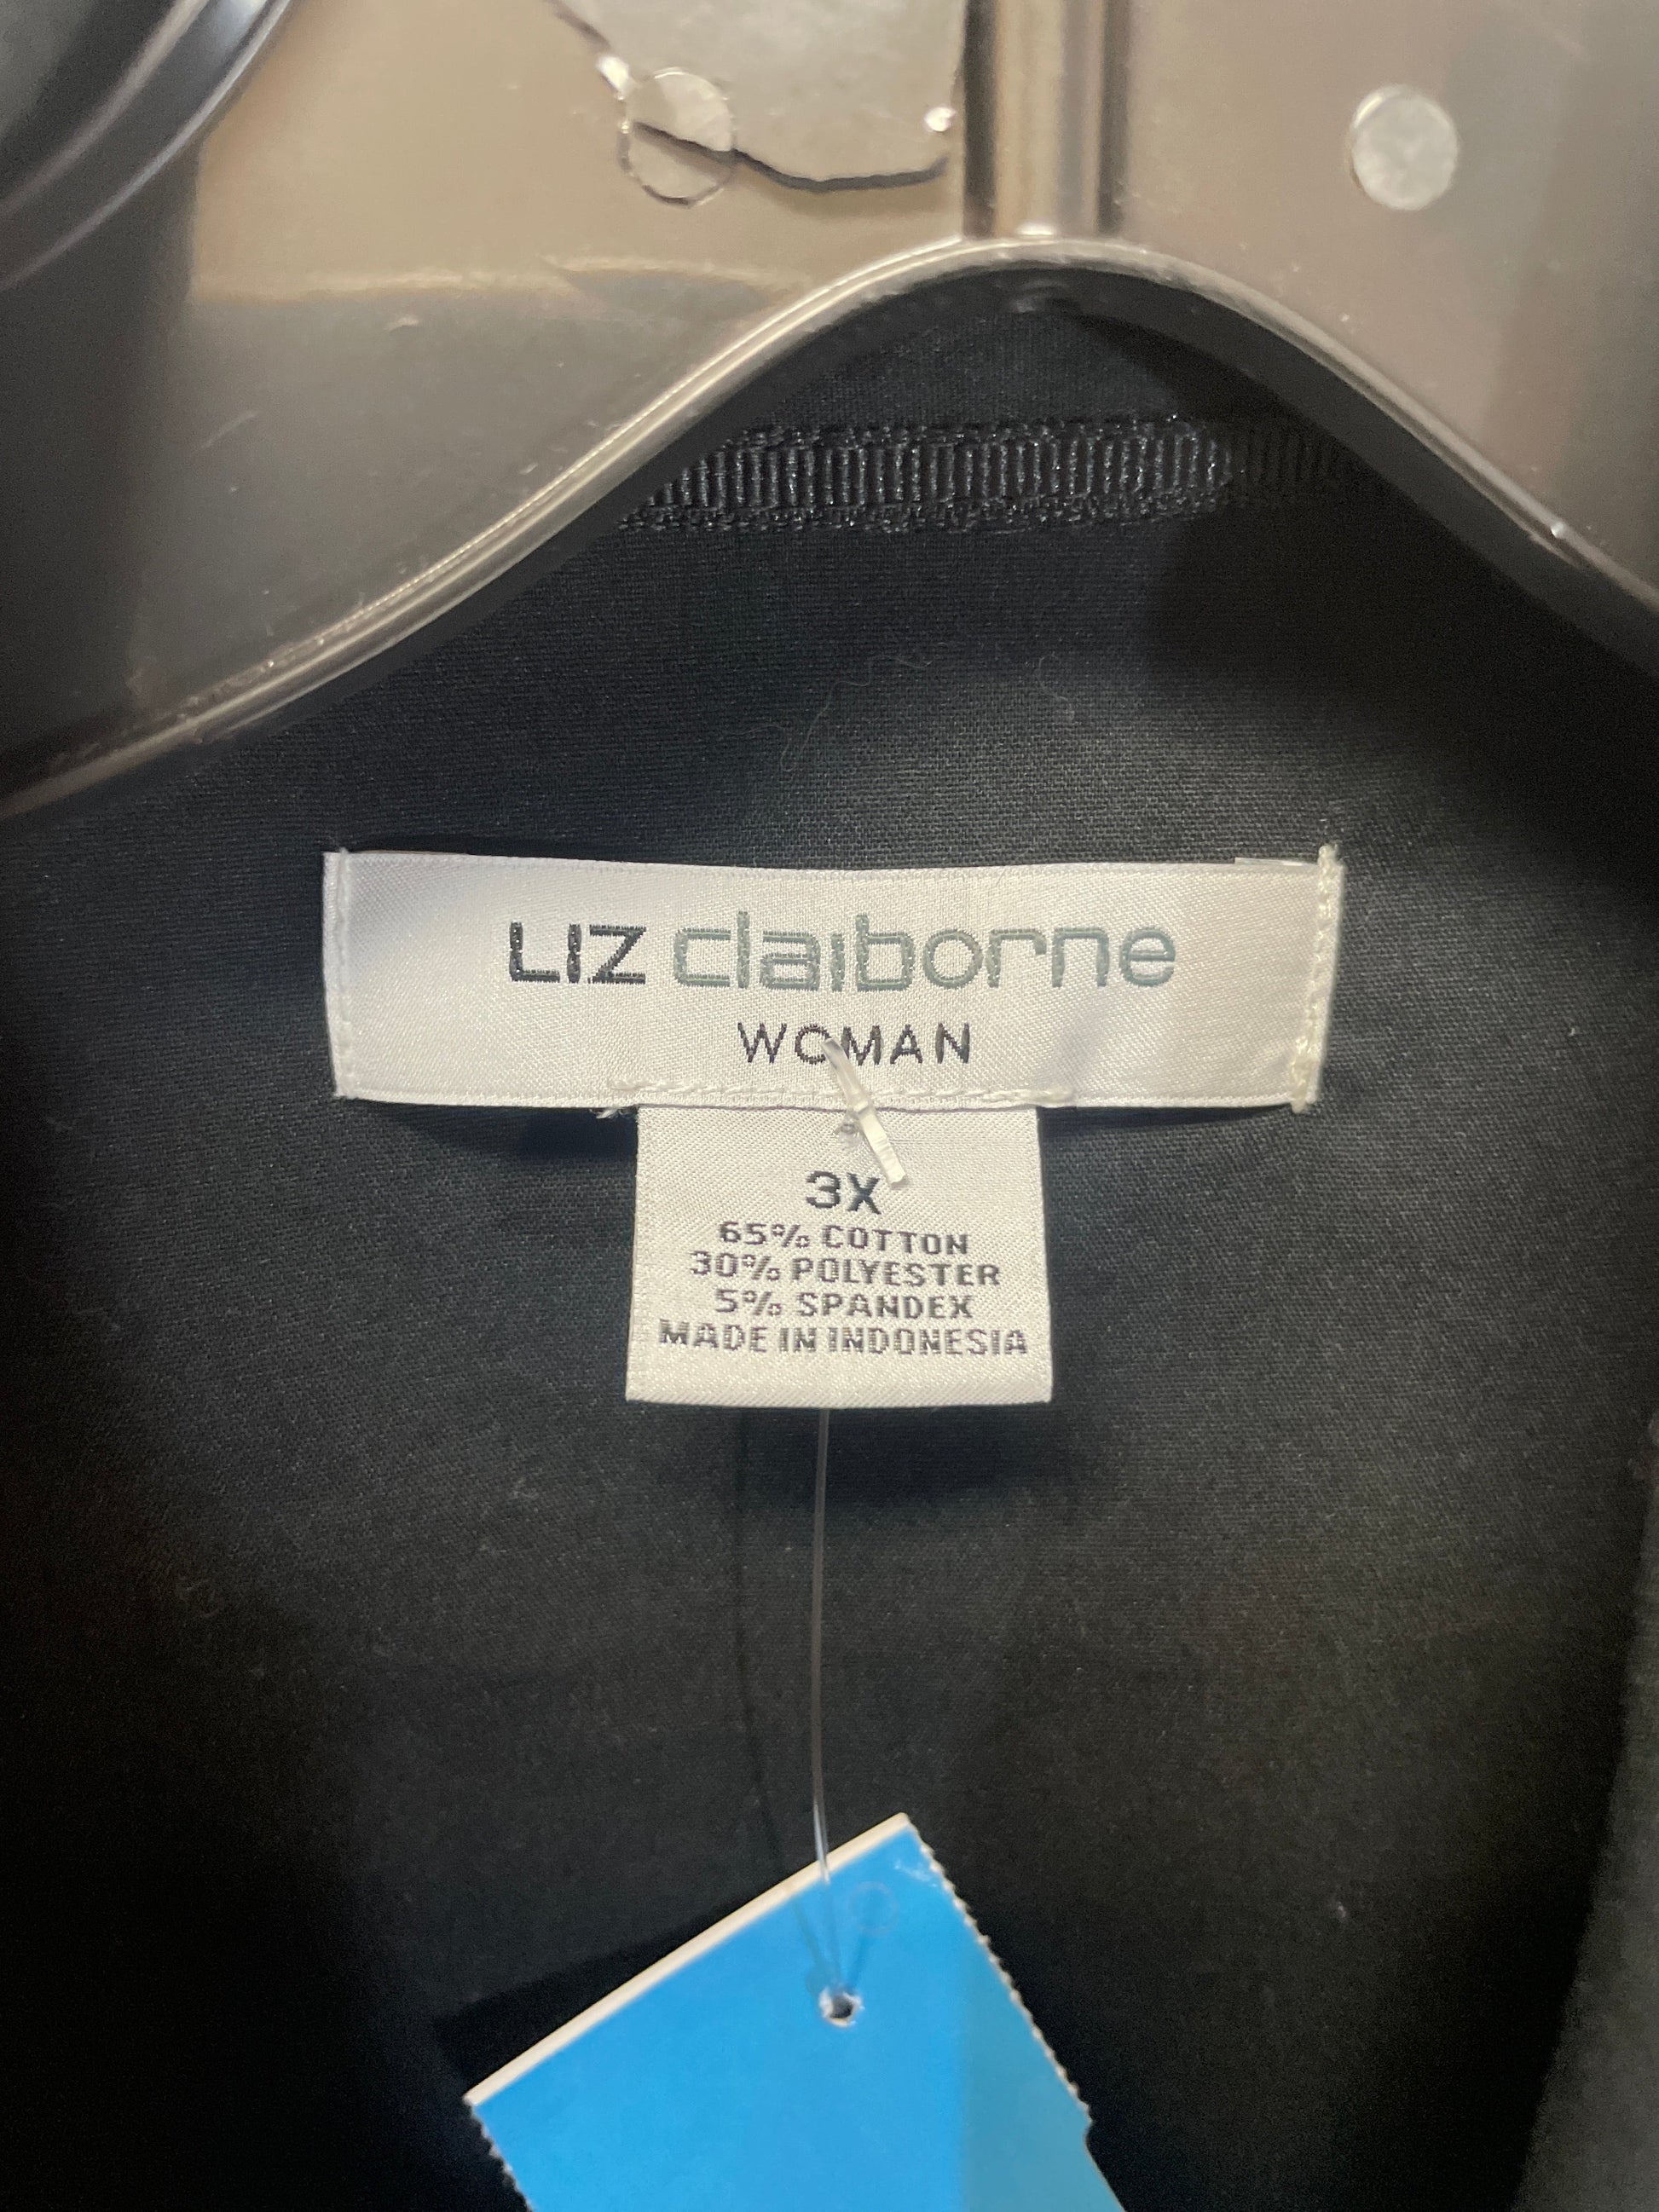 LIZ claiborne
WOMAN
3X
65% COTTON
30% POLYESTER
5% SPANDEX
MADE IN INDONESIA